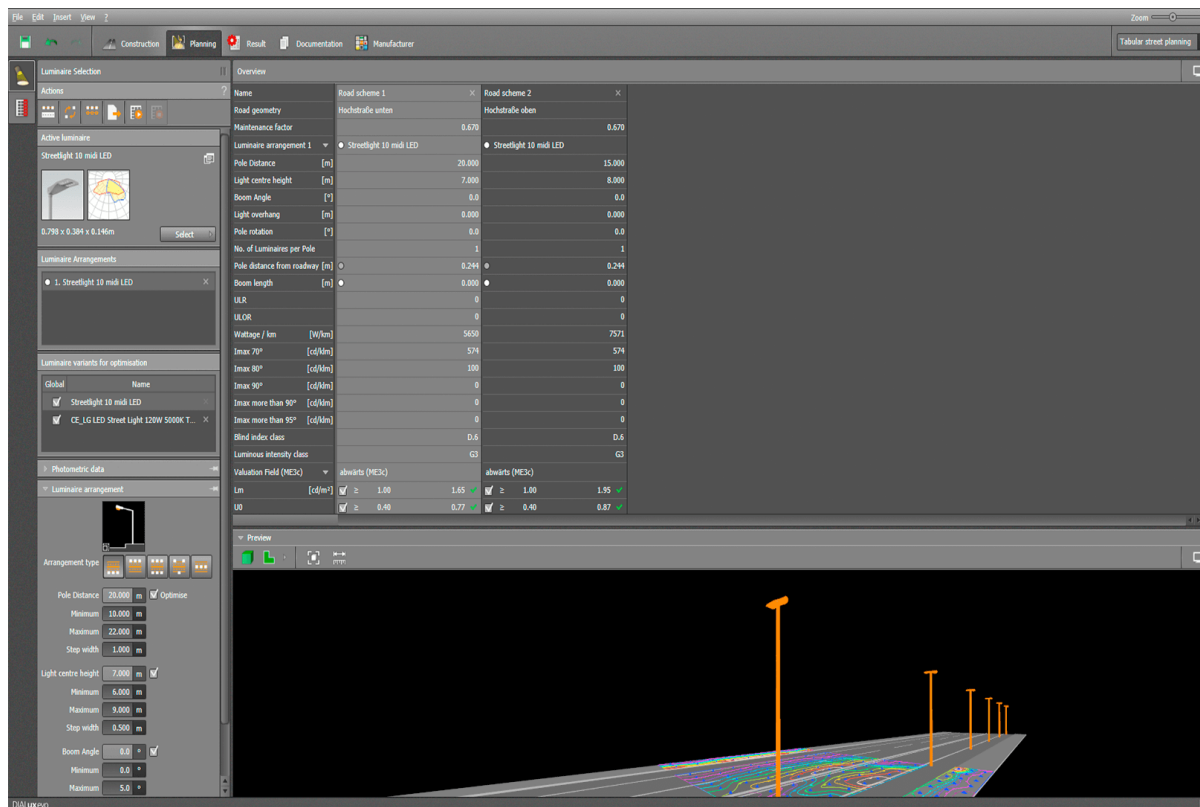 File Edit Insert View ?
Zoom
Construction Planning Result Documentation Manufacturer
Tabular street planning
Luminaire Selection
Actions ?
Active luminaire
Streetlight 10 midi LED
0.798 x 0.384 x 0.146m
Select
Luminaire Arrangements
1. Streetlight 10 midi LED X
Luminaire variants for optimisation
Global Name
Streetlight 10 midi LED
CE_LG LED Street Light 120W 5000K T... X
Photometric data
Luminaire arrangement
Arrangement type
Pole Distance 20.000 m Optimise
Minimum 10.000 m
Maximum 22.000 m
Step width 1.000 m
Light centre height 7.000 m
Minimum 6.000 m
Maximum 9.000 m
Step width 0.500 m
Boom Angle 0.0 °
Minimum 0.0 °
Maximum 5.0 °
Overview
Name Road scheme 1 X Road scheme 2 X
Road geometry Hochstraße unten Hochstraße oben
Maintenance factor 0.670 0.670
Luminaire arrangement 1 Streetlight 10 midi LED Streetlight 10 midi LED
Pole Distance [m] 20.000 15.000
Light centre height [m] 7.000 8.000
Boom Angle [°] 0.0 0.0
Light overhang [m] 0.000 0.000
Pole rotation [°] 0.0 0.0
No. of Luminaires per Pole 1 1
Pole distance from roadway [m] 0.244 0.244
Boom length [m] 0.000 0.000
ULR 0 0
ULOR 0 0
Wattage / km [W/km] 5650 7571
Imax 70° [cd/klm] 574 574
Imax 80° [cd/klm] 100 100
Imax 90° [cd/klm] 0 0
Imax more than 90° [cd/klm] 0 0
Imax more than 95° [cd/klm] 0 0
Blind index class D.6 D.6
Luminous intensity class G3 G3
Valuation Field (ME3c) abwärts (ME3c) abwärts (ME3c)
Lm [cd/m²] ≥ 1.00 1.65 ≥ 1.00 1.95
U0 ≥ 0.40 0.77 ≥ 0.40 0.87
Preview
DIALux evo